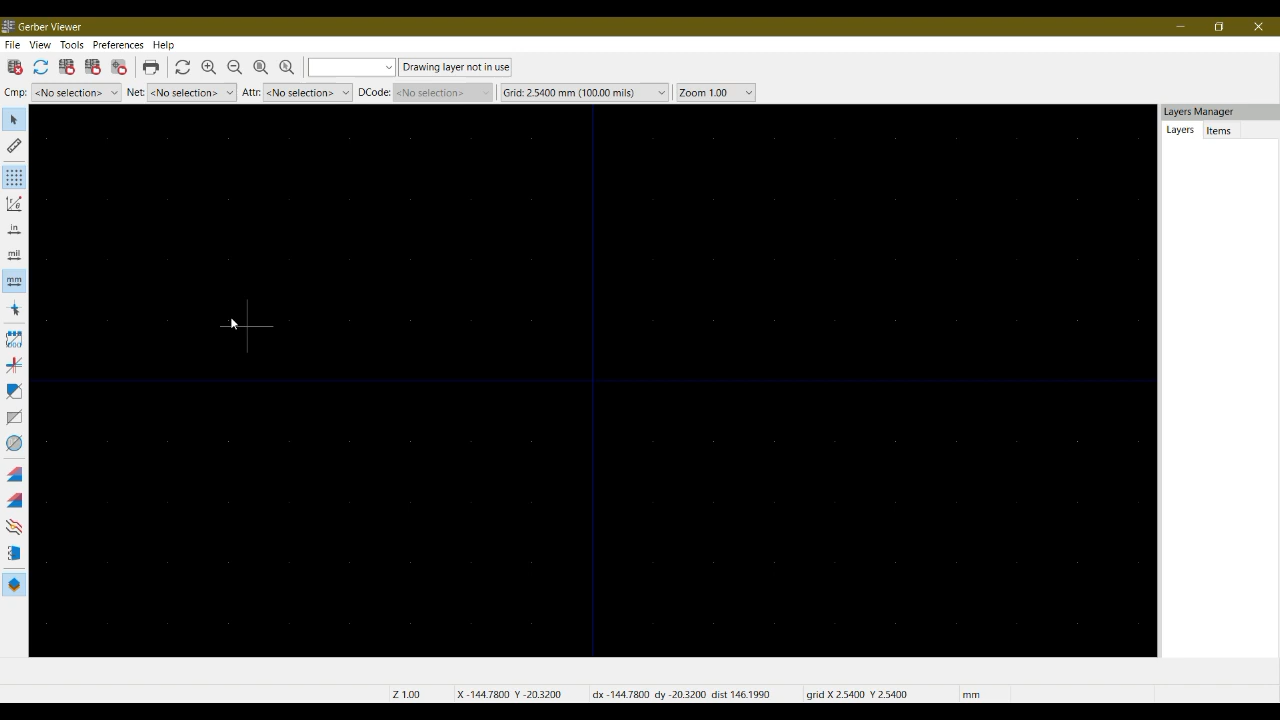 Gerber Viewer
File View Tools Preferences Help
Drawing layer not in use
Cmp: <No selection> Net: <No selection> Attr: <No selection> DCode: <No selection> Grid: 2.5400 mm (100.00 mils) Zoom 1.00
Layers Manager
Layers Items
in
mil
mm
Z 1.00 X -144.7800 Y -20.3200 dx -144.7800 dy -20.3200 dist 146.1990 grid X 2.5400 Y 2.5400 mm